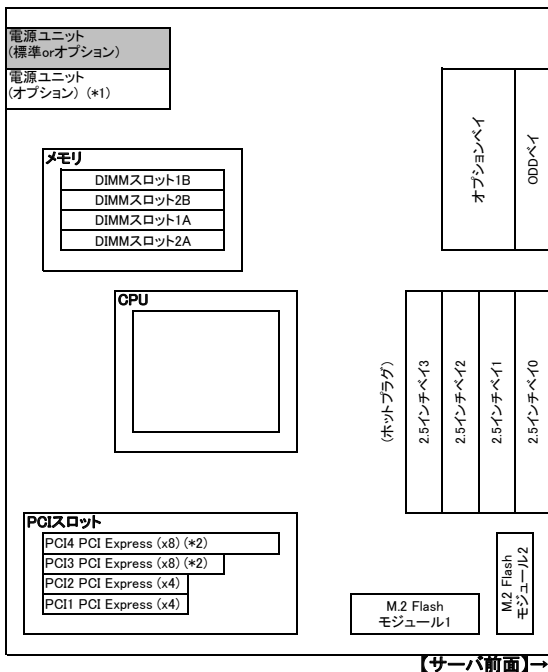 電源ユニット
(標準orオプション)
電源ユニット
(オプション) (*1)
メモリ
DIMMスロット1B
DIMMスロット2B
DIMMスロット1A
DIMMスロット2A
オプションベイ
ODDベイ
CPU
(ホットプラグ)
2.5インチベイ3
2.5インチベイ2
2.5インチベイ1
2.5インチベイ0
PCIスロット
PCI4 PCI Express (x8) (*2)
PCI3 PCI Express (x8) (*2)
PCI2 PCI Express (x4)
PCI1 PCI Express (x4)
M.2 Flash
モジュール1
M.2 Flash
モジュール2
【サーバ前面】→